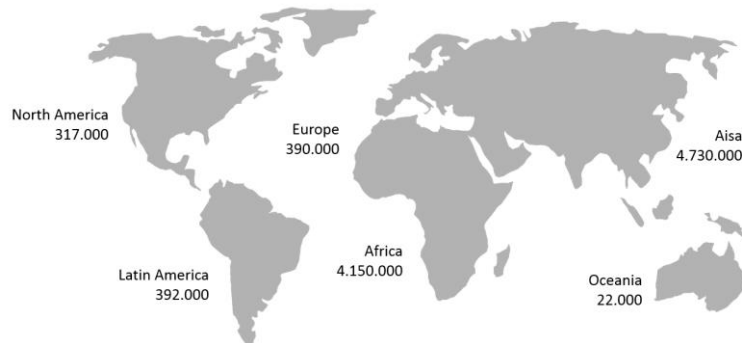 North America
317.000
Europe
390.000
Aisa
4.730.000
Latin America
392.000
Africa
4.150.000
Oceania
22.000